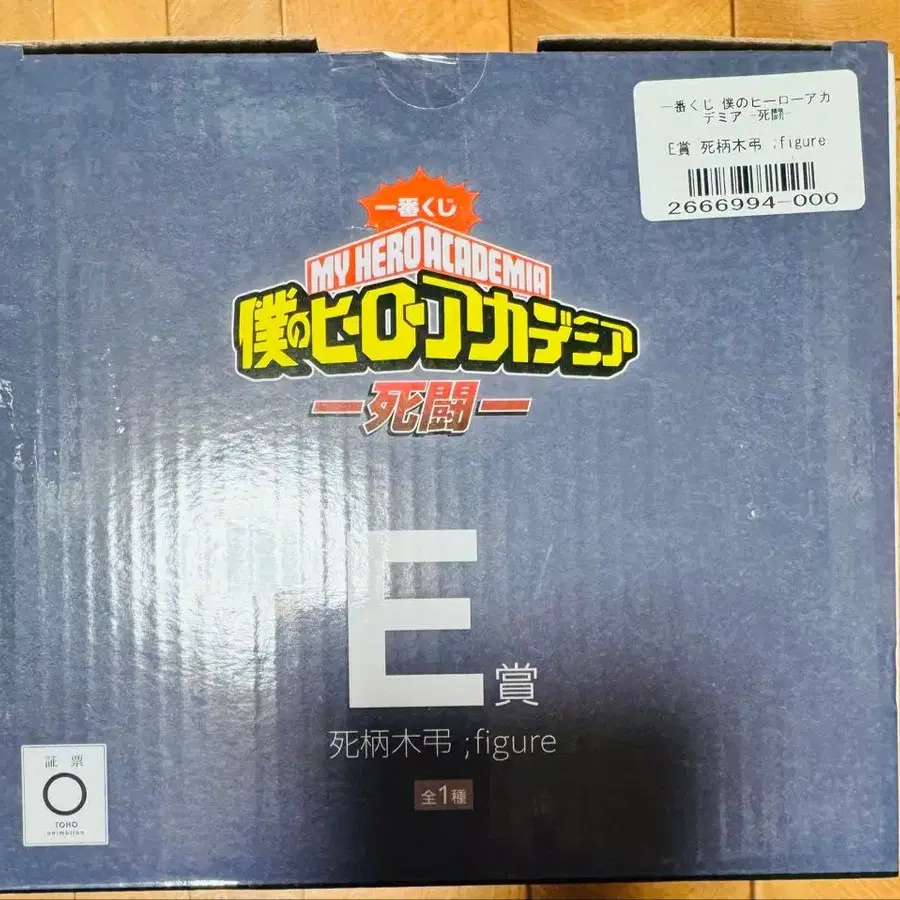 一番くじ 僕のヒーローアカ
デミア -死闘-
E賞 死柄木弔 ;figure
2666994-000
一番くじ
MY HERO ACADEMIA
僕のヒーローアカデミア
ー死闘ー
E賞
死柄木弔 ;figure
全1種
証票
TOHO
animation